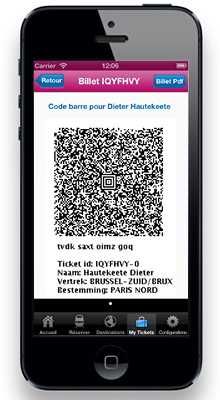 Carrier
12:06
Retour
Billet IQYFHVY
Billet Pdf
Code barre pour Dieter Hautekeete
tvdk saxt oimz goq
Ticket id: IQYFHVY-0
Naam: Hautekeete Dieter
Vertrek: BRUSSEL-ZUID/BRUX
Bestemming: PARIS NORD
Accueil
Réserver
Destinations
My Tickets
Configurations